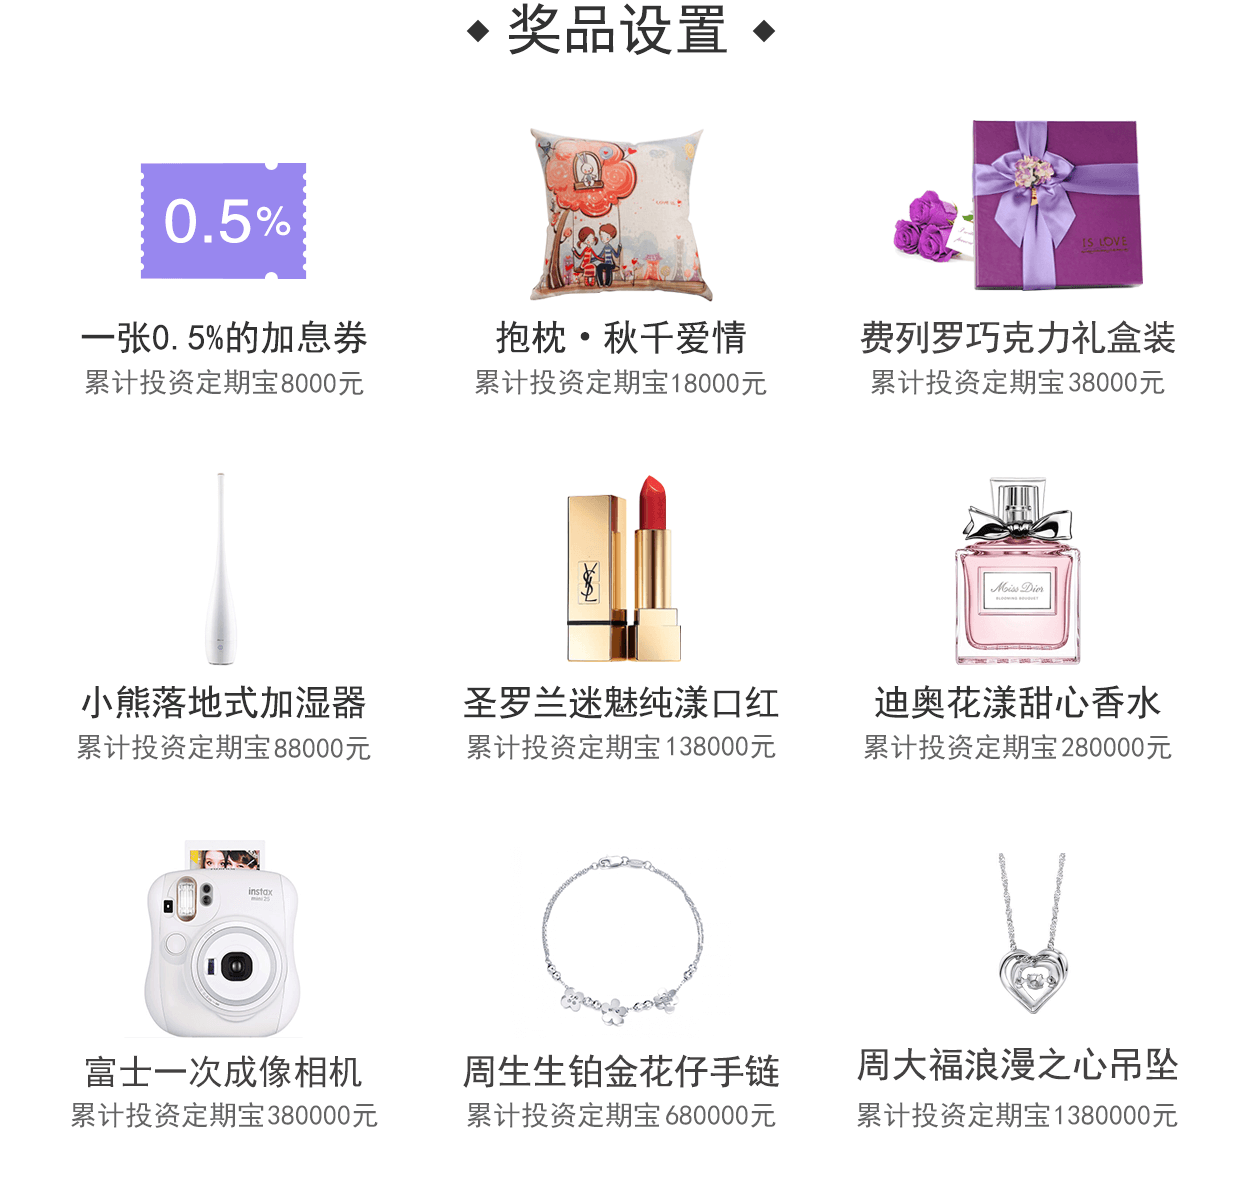 奖品设置
0.5%
15 LOVE
一张0.5%的加息券
累计投资定期宝8000元
抱枕·秋千爱情
累计投资定期宝18000元
费列罗巧克力礼盒装
累计投资定期宝38000元
YSL
Miss Dior
BLOOMING BOUQUET
小熊落地式加湿器
累计投资定期宝88000元
圣罗兰迷魅纯漾口红
累计投资定期宝138000元
迪奥花漾甜心香水
累计投资定期宝280000元
instax
mini 25
富士一次成像相机
累计投资定期宝380000元
周生生铂金花仔手链
累计投资定期宝680000元
周大福浪漫之心吊坠
累计投资定期宝1380000元